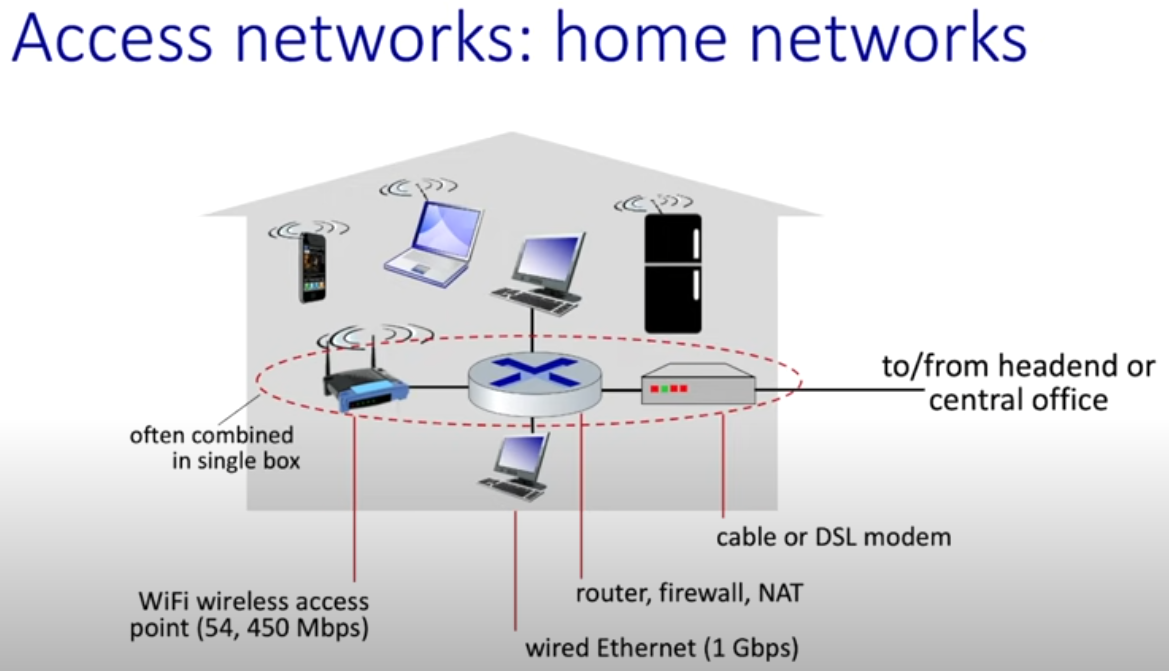 Access networks: home networks
to/from headend or
central office
often combined
in single box
cable or DSL modem
router, firewall, NAT
WiFi wireless access
point (54, 450 Mbps)
wired Ethernet (1 Gbps)